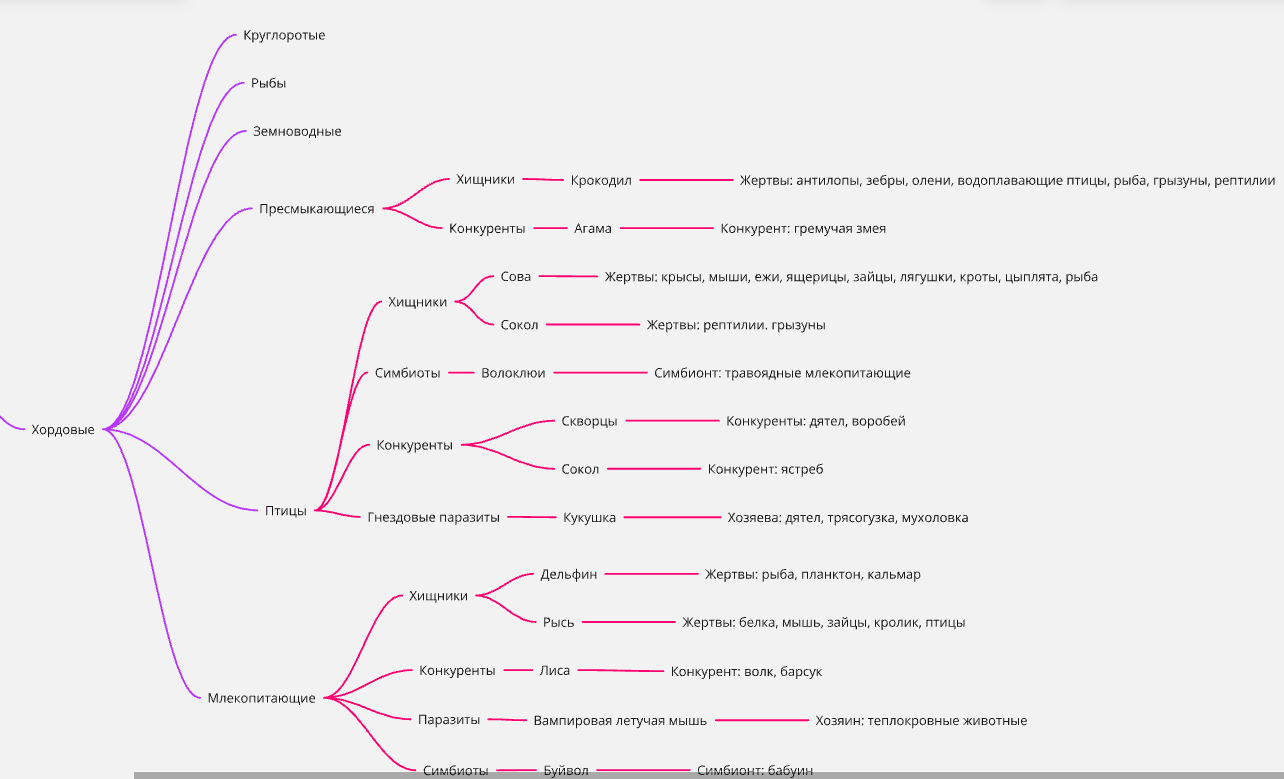 Круглоротые
Рыбы
Земноводные
Хищники Крокодил Жертвы: антилопы, зебры, олени, водоплавающие птицы, рыба, грызуны, рептилии
Пресмыкающиеся
Конкуренты Агама Конкурент: гремучая змея
Сова Жертвы: крысы, мыши, ежи, ящерицы, зайцы, лягушки, кроты, цыплята, рыба
Хищники
Сокол Жертвы: рептилии. грызуны
Симбиоты Волоклюи Симбионт: травоядные млекопитающие
Скворцы Конкуренты: дятел, воробей
Хордовые
Конкуренты
Сокол Конкурент: ястреб
Птицы
Гнездовые паразиты Кукушка Хозяева: дятел, трясогузка, мухоловка
Дельфин Жертвы: рыба, планктон, кальмар
Хищники
Рысь Жертвы: белка, мышь, зайцы, кролик, птицы
Конкуренты Лиса Конкурент: волк, барсук
Млекопитающие
Паразиты Вампировая летучая мышь Хозяин: теплокровные животные
Симбиоты Буйвол Симбионт: бабуин